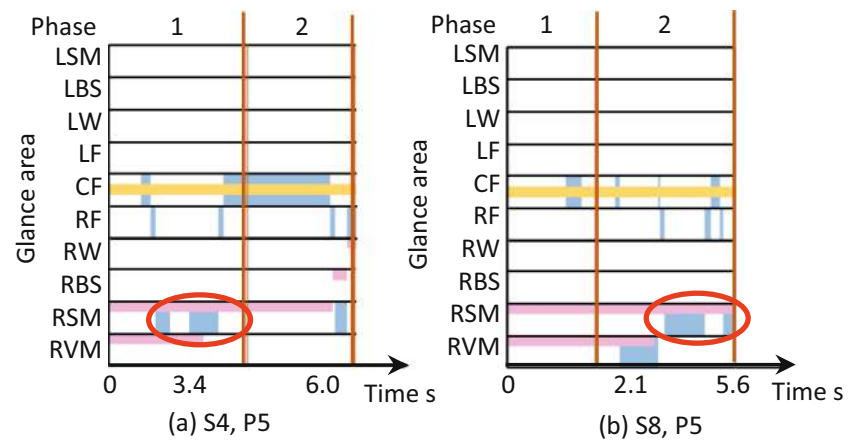 Phase 1 2
LSM
LBS
LW
LF
CF
RF
RW
RBS
RSM
RVM
Glance area
0 3.4 6.0 Time s
(a) S4, P5
Phase 1 2
LSM
LBS
LW
LF
CF
RF
RW
RBS
RSM
RVM
Glance area
0 2.1 5.6 Time s
(b) S8, P5